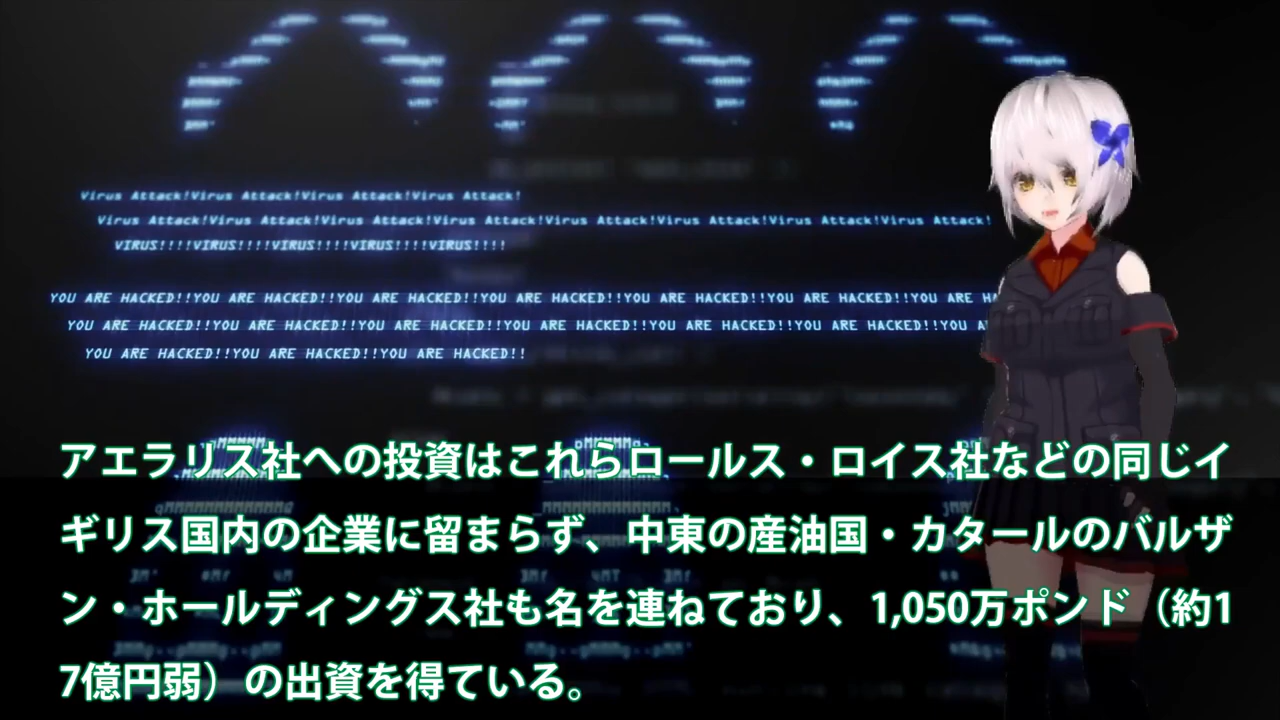 Virus Attack!Virus Attack!Virus Attack!Virus Attack!
Virus Attack!Virus Attack!Virus Attack!Virus Attack!Virus Attack!Virus Attack!Virus Attack!Virus Attack!
VIRUS!!!!VIRUS!!!!VIRUS!!!!VIRUS!!!!VIRUS!!!!
YOU ARE HACKED!!YOU ARE HACKED!!YOU ARE HACKED!!YOU ARE HACKED!!YOU ARE HACKED!!YOU ARE HACKED!!YOU ARE
YOU ARE HACKED!!YOU ARE HACKED!!YOU ARE HACKED!!YOU ARE HACKED!!YOU ARE HACKED!!YOU ARE HACKED!!YOU
YOU ARE HACKED!!YOU ARE HACKED!!YOU ARE HACKED!!
アエラリス社への投資はこれらロールス・ロイス社などの同じイ
ギリス国内の企業に留まらず、中東の産油国・カタールのバルザ
ン・ホールディングス社も名を連ねており、1,050万ポンド（約1
7億円弱）の出資を得ている。